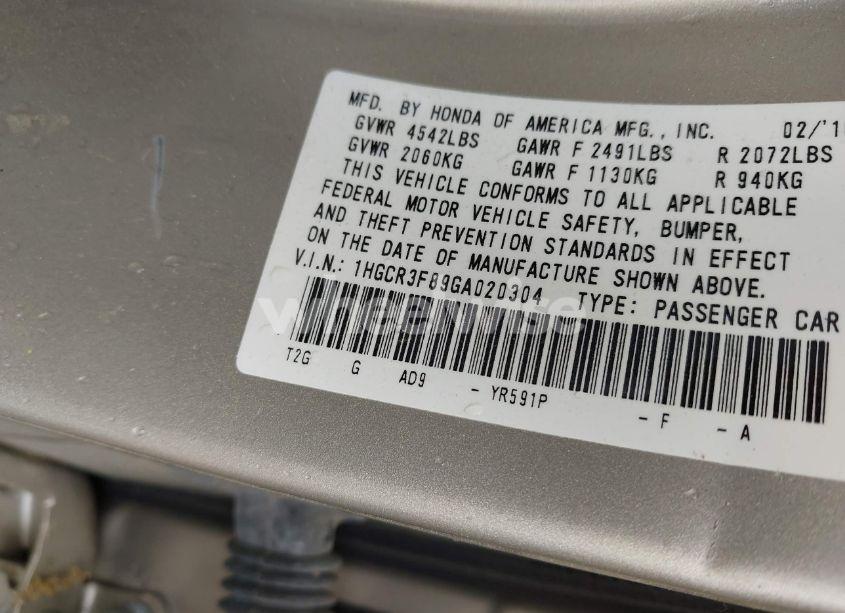 MFD. BY HONDA OF AMERICA MFG., INC. 02/'1
GVWR 4542LBS GAWR F 2491LBS R 2072LBS
GVWR 2060KG GAWR F 1130KG R 940KG
THIS VEHICLE CONFORMS TO ALL APPLICABLE
FEDERAL MOTOR VEHICLE SAFETY, BUMPER,
AND THEFT PREVENTION STANDARDS IN EFFECT
ON THE DATE OF MANUFACTURE SHOWN ABOVE.
V.I.N.: 1HGCR3F89GA020304 TYPE: PASSENGER CAR
wheelwise
T2G G AD9 - YR591P - F - A